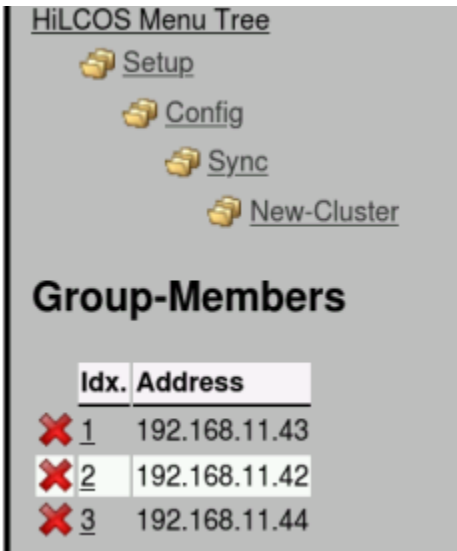 HiLCOS Menu Tree
Setup
Config
Sync
New-Cluster
Group-Members
Idx. Address
1 192.168.11.43
2 192.168.11.42
3 192.168.11.44